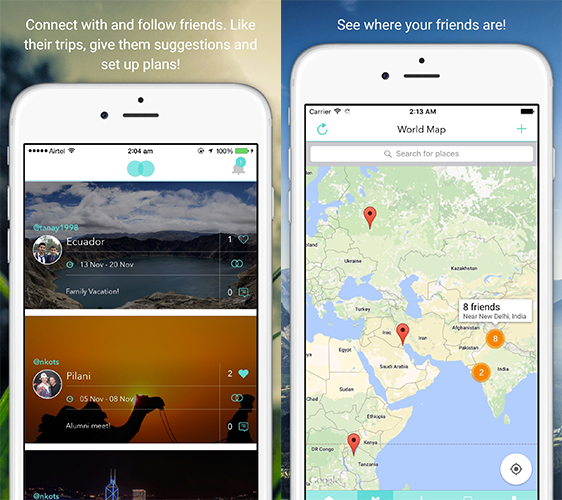 Connect with and follow friends. Like
their trips, give them suggestions and
set up plans!
Airtel
2:04 am
100%
1
@tanay1998
Ecuador
1
13 Nov - 20 Nov
Family Vacation!
0
@nkots
Pilani
2
05 Nov - 08 Nov
Alumni meet!
0
@nkots
See where your friends are!
Carrier
2:13 AM
World Map
Search for places
Ukraine
Kazakhstan
Turkey
8 friends
Near New Delhi, India
Afghanistan
Iraq
Iran
Pakistan
8
Egypt
Saudi Arabia
India
2
Sudan
Ethiopia
DR Congo
Kenya
Tanzania
Google